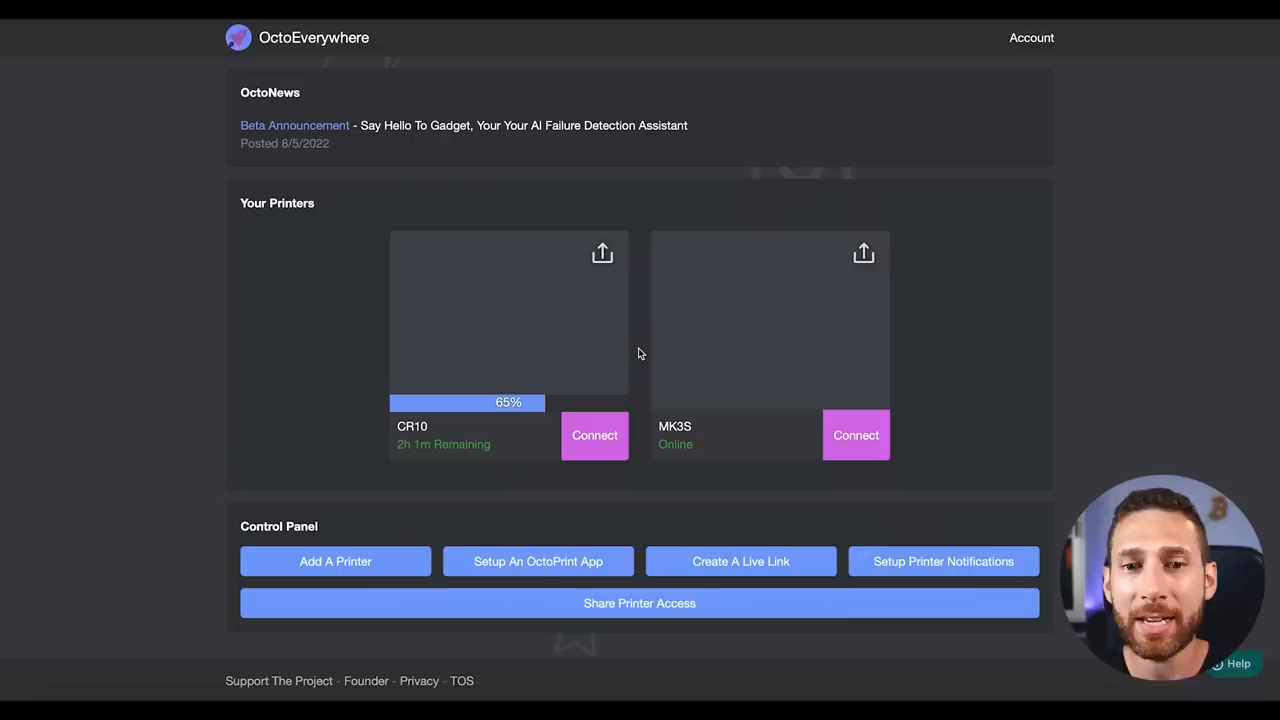 OctoEverywhere
Account
OctoNews
Beta Announcement - Say Hello To Gadget, Your Your AI Failure Detection Assistant
Posted 8/5/2022
Your Printers
65%
CR10
2h 1m Remaining
Connect
MK3S
Online
Connect
Control Panel
Add A Printer
Setup An OctoPrint App
Create A Live Link
Setup Printer Notifications
Share Printer Access
Help
Support The Project - Founder - Privacy - TOS